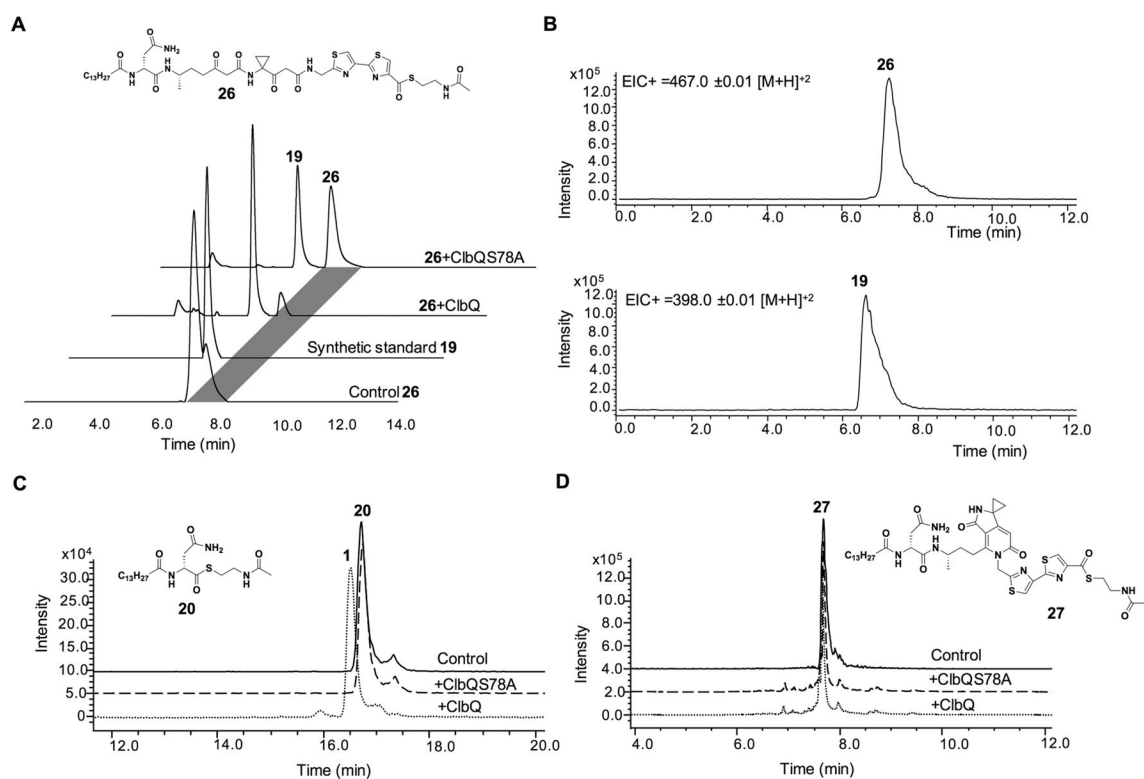 A
O
NH2
O
C13H27
N
H
O
H
N
O
O
N
H
O
O
H
N
O
S
N
S
N
O
S
H
N
O
26
19
26
26+ClbQS78A
26+ClbQ
Synthetic standard 19
Control 26
2.0 4.0 6.0 8.0 10.0 12.0 14.0
Time (min)
B
x10^5
EIC+ =467.0 ±0.01 [M+H]+2
26
12.0
10.0
8.0
6.0
4.0
2.0
0
Intensity
0.0 2.0 4.0 6.0 8.0 10.0 12.0
Time (min)
x10^5
EIC+ =398.0 ±0.01 [M+H]+2
19
12.0
10.0
8.0
6.0
4.0
2.0
0.0
Intensity
0.0 2.0 4.0 6.0 8.0 10.0 12.0
Time (min)
C
x10^4
30.0
25.0
20.0
15.0
10.0
5.0
0
Intensity
O
NH2
O
C13H27
N
H
O
S
H
N
O
20
1
20
Control
+ClbQS78A
+ClbQ
12.0 14.0 16.0 18.0 20.0
Time (min)
D
x10^5
14.0
12.0
10.0
8.0
6.0
4.0
2.0
0.0
Intensity
27
HN
O
O
NH2
O
C13H27
N
H
O
H
N
N
O
S
N
S
N
O
S
NH
O
27
Control
+ClbQS78A
+ClbQ
4.0 6.0 8.0 10.0 12.0
Time (min)